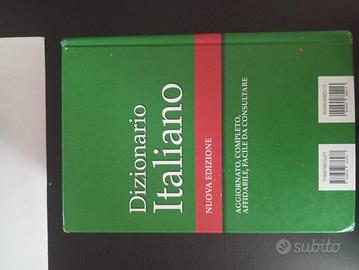 Dizionario
Italiano
NUOVA EDIZIONE
AGGIORNATO, COMPLETO,
AFFIDABILE, FACILE DA CONSULTARE
subito